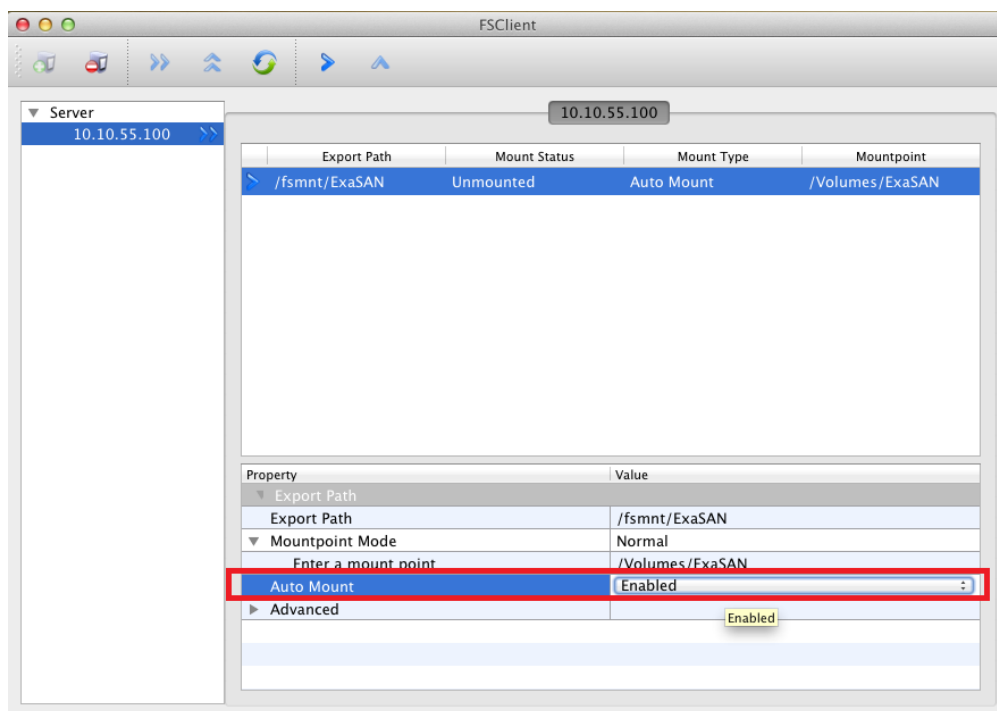 FSClient
Server
10.10.55.100
10.10.55.100
Export Path Mount Status Mount Type Mountpoint
/fsmnt/ExaSAN Unmounted Auto Mount /Volumes/ExaSAN
Property Value
Export Path
Export Path /fsmnt/ExaSAN
Mountpoint Mode Normal
Enter a mount point /Volumes/ExaSAN
Auto Mount Enabled
Advanced
Enabled